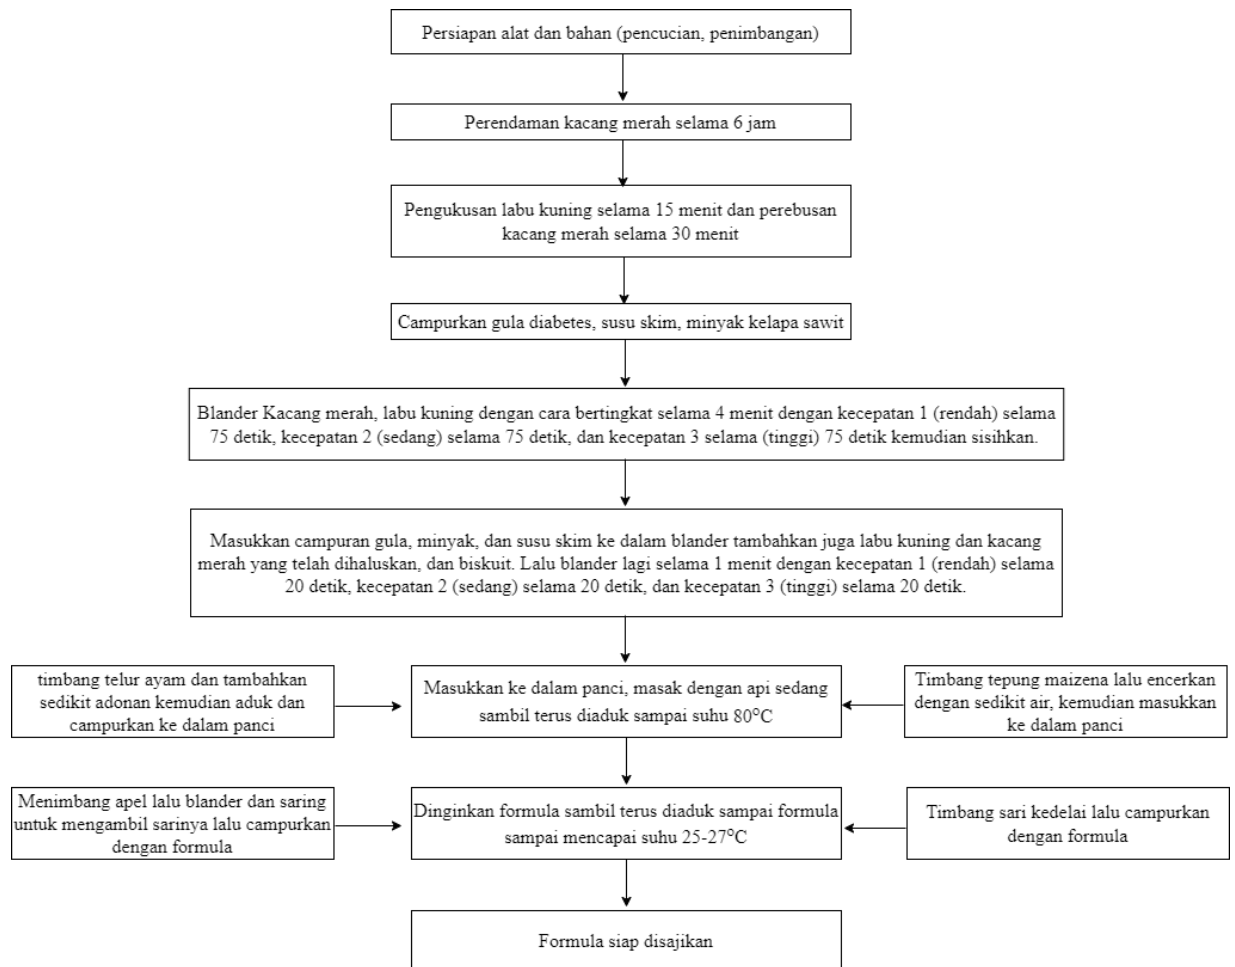 Persiapan alat dan bahan (pencucian, penimbangan)
Perendaman kacang merah selama 6 jam
Pengukusan labu kuning selama 15 menit dan perebusan
kacang merah selama 30 menit
Campurkan gula diabetes, susu skim, minyak kelapa sawit
Blander Kacang merah, labu kuning dengan cara bertingkat selama 4 menit dengan kecepatan 1 (rendah) selama
75 detik, kecepatan 2 (sedang) selama 75 detik, dan kecepatan 3 selama (tinggi) 75 detik kemudian sisihkan.
Masukkan campuran gula, minyak, dan susu skim ke dalam blander tambahkan juga labu kuning dan kacang
merah yang telah dihaluskan, dan biskuit. Lalu blander lagi selama 1 menit dengan kecepatan 1 (rendah) selama
20 detik, kecepatan 2 (sedang) selama 20 detik, dan kecepatan 3 (tinggi) selama 20 detik.
timbang telur ayam dan tambahkan
sedikit adonan kemudian aduk dan
campurkan ke dalam panci
Masukkan ke dalam panci, masak dengan api sedang
sambil terus diaduk sampai suhu 80°C
Timbang tepung maizena lalu encerkan
dengan sedikit air, kemudian masukkan
ke dalam panci
Menimbang apel lalu blander dan saring
untuk mengambil sarinya lalu campurkan
dengan formula
Dinginkan formula sambil terus diaduk sampai formula
sampai mencapai suhu 25-27°C
Timbang sari kedelai lalu campurkan
dengan formula
Formula siap disajikan